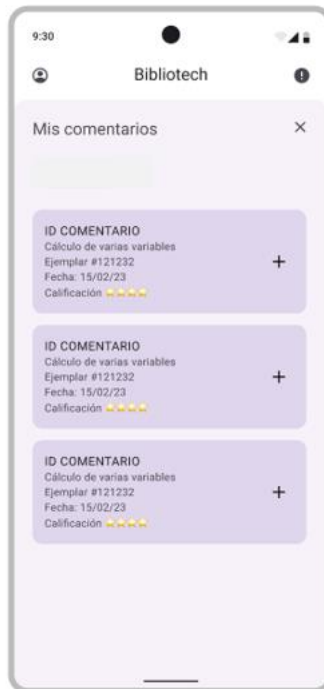 9:30
Bibliotech
Mis comentarios
ID COMENTARIO
Cálculo de varias variables
Ejemplar #121232
Fecha: 15/02/23
Calificación
ID COMENTARIO
Cálculo de varias variables
Ejemplar #121232
Fecha: 15/02/23
Calificación
ID COMENTARIO
Cálculo de varias variables
Ejemplar #121232
Fecha: 15/02/23
Calificación